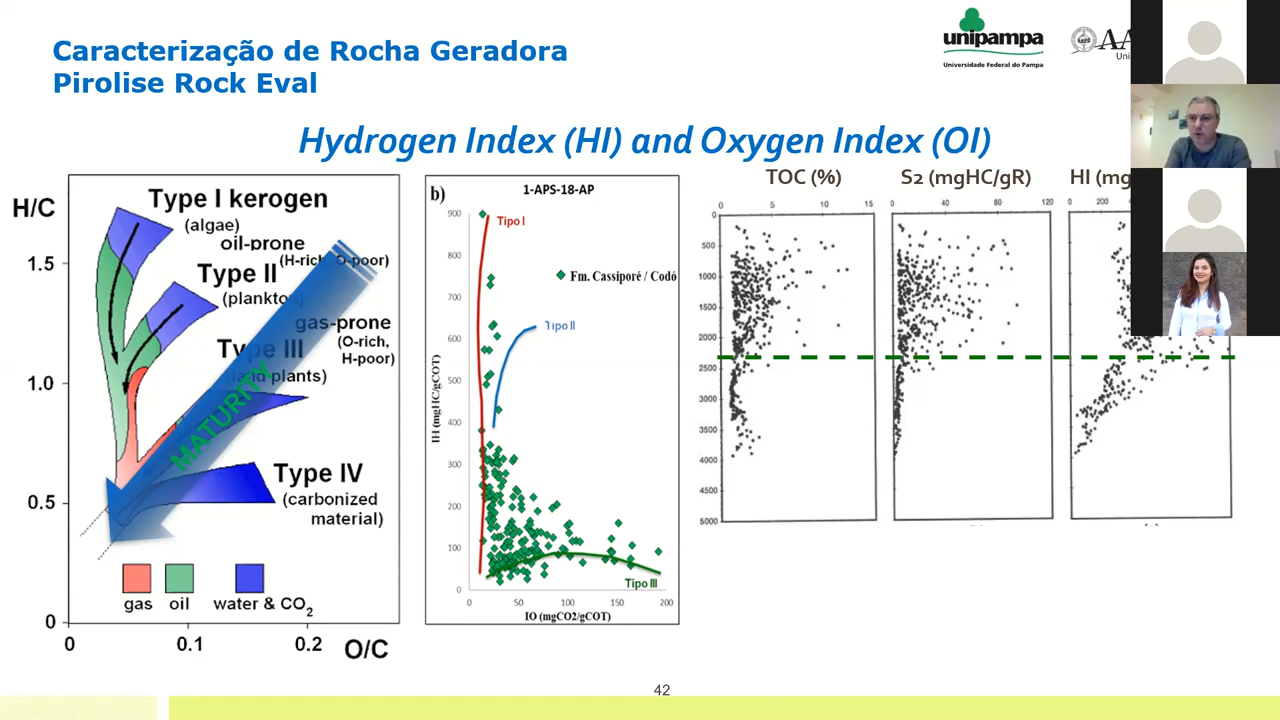 Caracterização de Rocha Geradora
Pirolise Rock Eval
unipampa
Universidade Federal do Pampa
Hydrogen Index (HI) and Oxygen Index (OI)
H/C
1.5
1.0
0.5
0
0
0.1
0.2
O/C
Type I kerogen
(algae)
oil-prone
(H-rich, O-poor)
Type II
(plankton)
gas-prone
(O-rich,
H-poor)
Type III
(land plants)
MATURITY
Type IV
(carbonized
material)
gas
oil
water & CO2
b)
1-APS-18-AP
900
800
700
600
500
400
300
200
100
0
IH (mgHC/gCOT)
Tipo I
Fm. Cassiporé / Codó
Tipo II
Tipo III
0
50
100
150
200
IO (mgCO2/gCOT)
TOC (%)
0
5
10
15
0
500
1000
1500
2000
2500
3000
3500
4000
4500
5000
S2 (mgHC/gR)
0
40
80
120
HI (mg
200
42